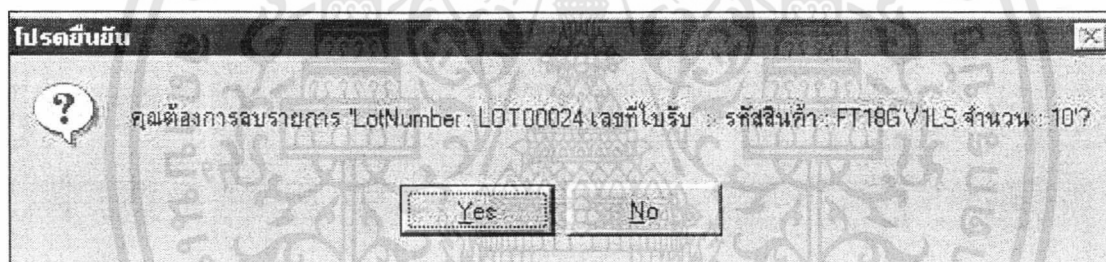 โปรดยืนยัน
คุณต้องการลบรายการ 'LotNumber : LOT00024 เลขที่ใบรับ : รหัสสินค้า : FT18GV1LS จำนวน : 10'?
Yes No